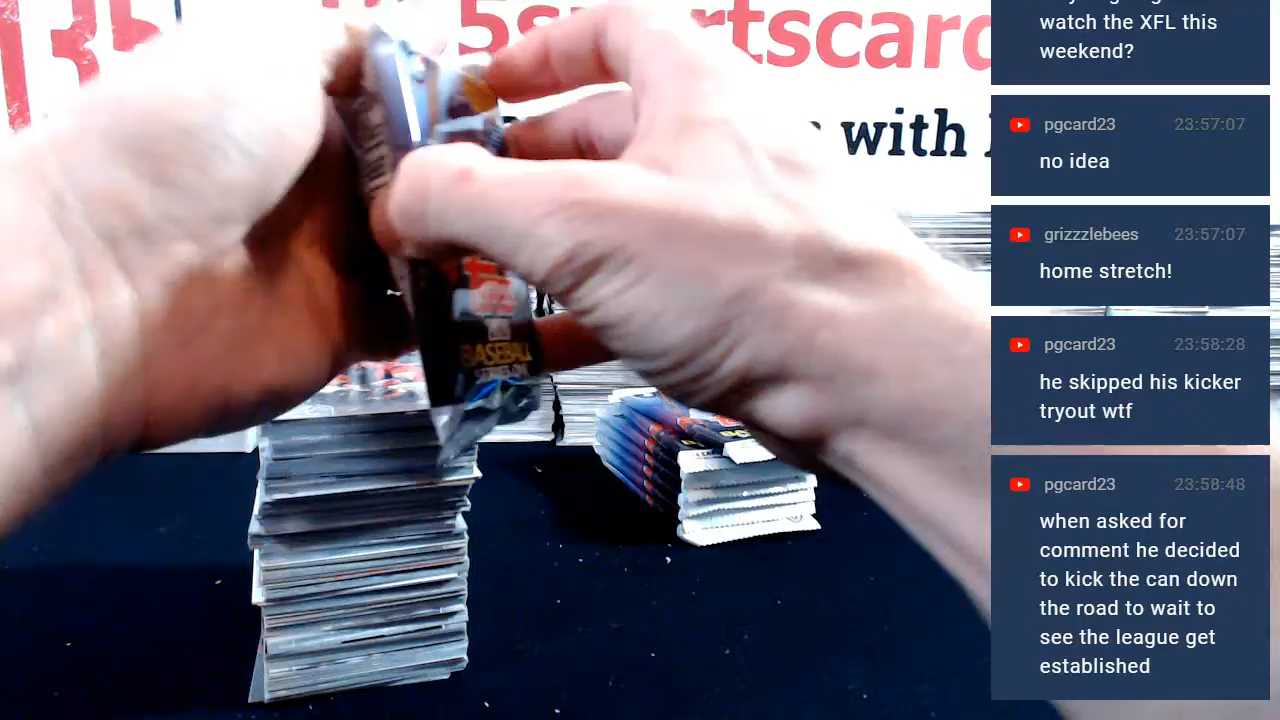 5sportscard
with
BASEBALL
watch the XFL this
weekend?
pgcard23 23:57:07
no idea
grizzzlebees 23:57:07
home stretch!
pgcard23 23:58:28
he skipped his kicker
tryout wtf
pgcard23 23:58:48
when asked for
comment he decided
to kick the can down
the road to wait to
see the league get
established